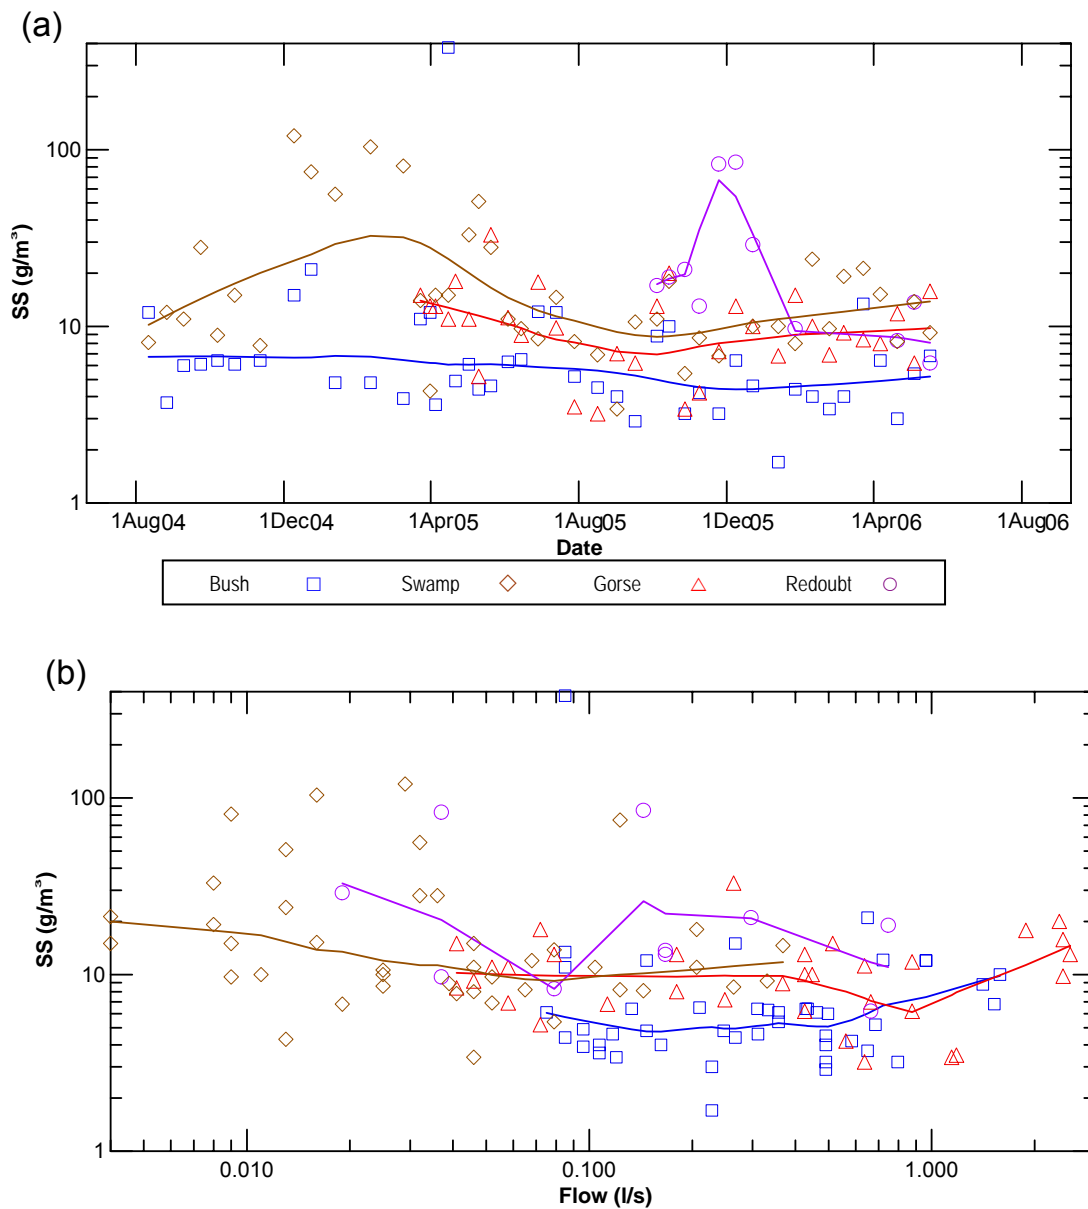 (a)
100
10
1
SS (g/m³)
1Aug04 1Dec04 1Apr05 1Aug05 1Dec05 1Apr06 1Aug06
Date
Bush Swamp Gorse Redoubt
(b)
100
10
1
SS (g/m³)
0.010 0.100 1.000
Flow (l/s)